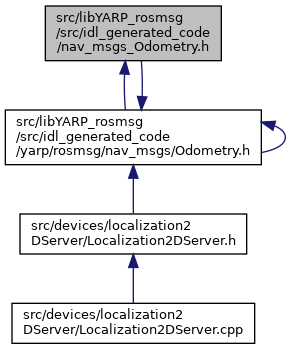 src/libYARP_rosmsg
/src/idl_generated_code
/nav_msgs_Odometry.h
src/libYARP_rosmsg
/src/idl_generated_code
/yarp/rosmsg/nav_msgs/Odometry.h
src/devices/localization2
DServer/Localization2DServer.h
src/devices/localization2
DServer/Localization2DServer.cpp